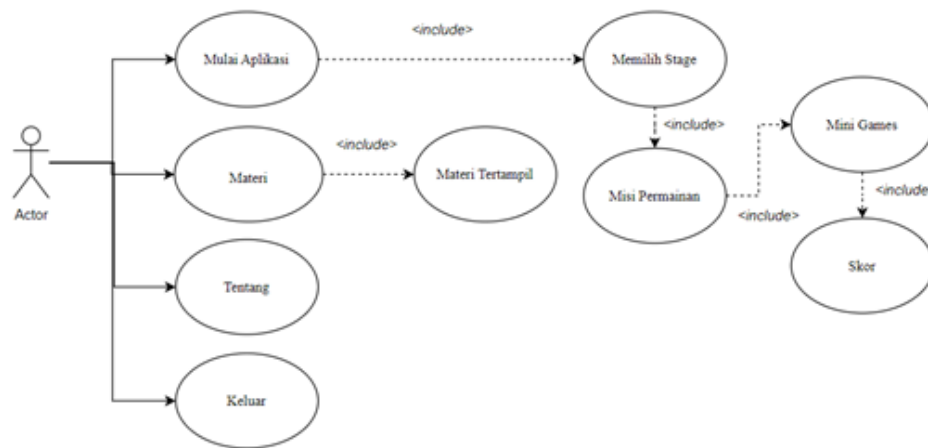 <include>
Mulai Aplikasi
Memilih Stage
Mini Games
<include>
<include>
Materi
Materi Tertampil
Misi Permainan
<include>
<include>
Actor
Skor
Tentang
Keluar